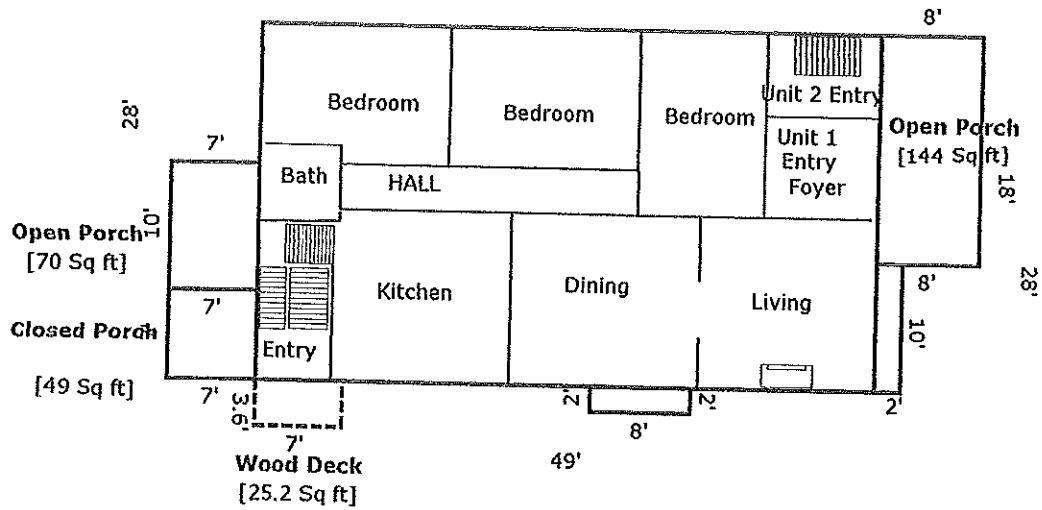 8'
28'
Bedroom
Bedroom
Bedroom
Unit 2 Entry
Unit 1
Entry
Foyer
Open Porch
[144 Sq ft]
18'
7'
Bath
HALL
10'
Open Porch
[70 Sq ft]
7'
Kitchen
Dining
Living
8'
28'
10'
Closed Porch
Entry
[49 Sq ft]
7'
3.6'
7'
2'
8'
2'
2'
49'
Wood Deck
[25.2 Sq ft]